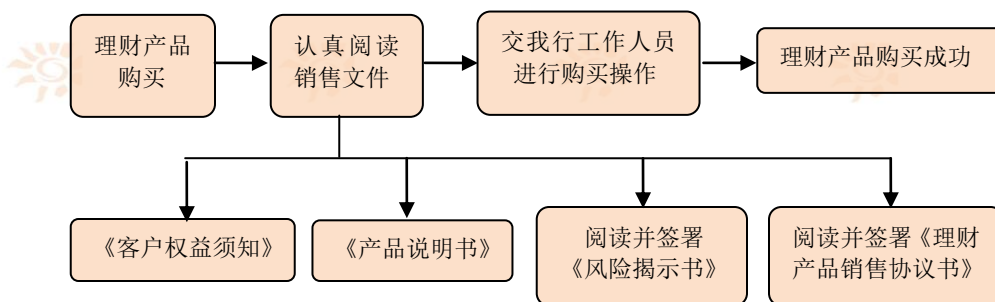 理财产品
购买
认真阅读
销售文件
交我行工作人员
进行购买操作
理财产品购买成功
《客户权益须知》
《产品说明书》
阅读并签署
《风险揭示书》
阅读并签署《理财
产品销售协议书》